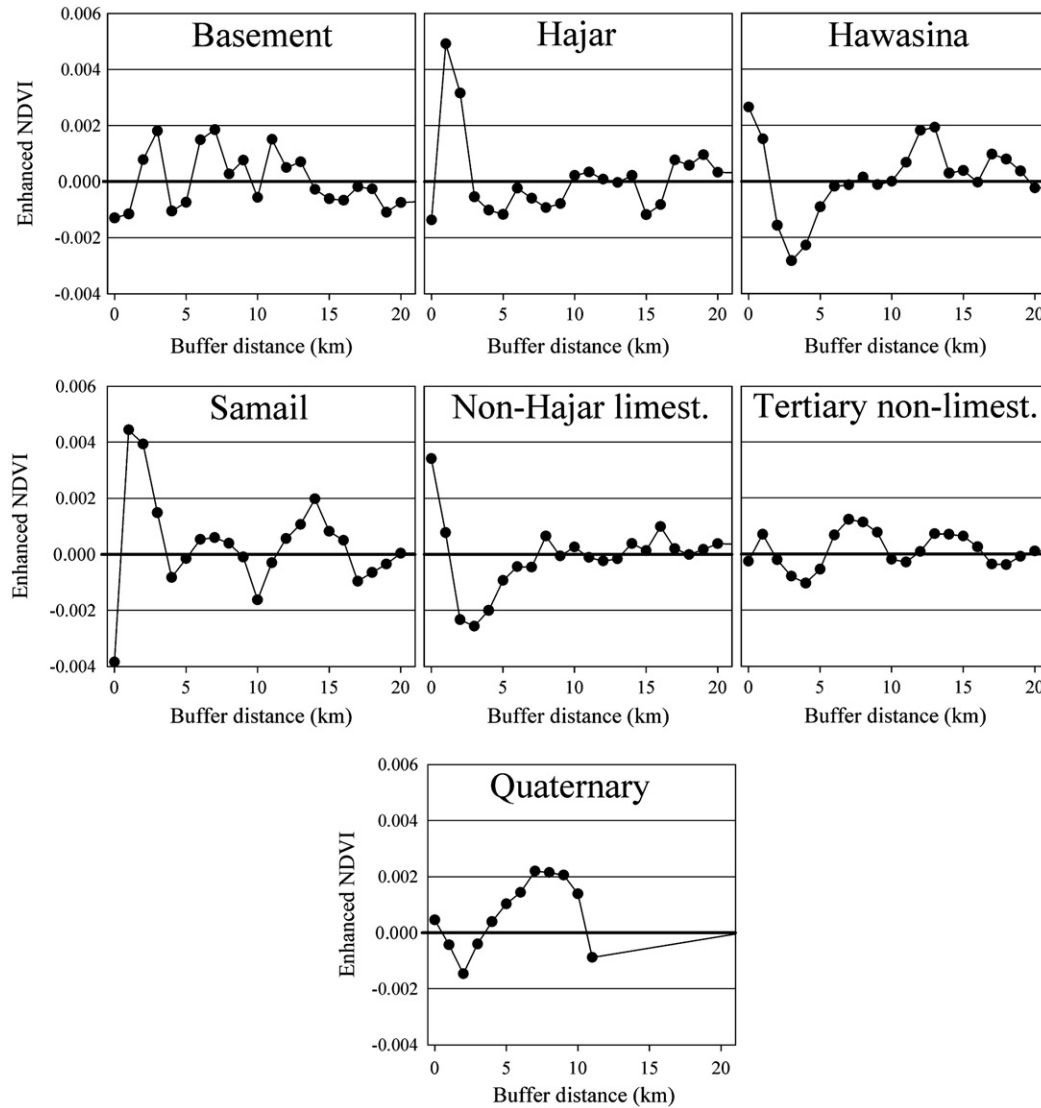 Basement
Hajar
Hawasina
Enhanced NDVI
0.006
0.004
0.002
0.000
-0.002
-0.004
0 5 10 15 20
0 5 10 15 20
0 5 10 15 20
Buffer distance (km)
Buffer distance (km)
Buffer distance (km)
Samail
Non-Hajar limest.
Tertiary non-limest.
Enhanced NDVI
0.006
0.004
0.002
0.000
-0.002
-0.004
0 5 10 15 20
0 5 10 15 20
0 5 10 15 20
Buffer distance (km)
Buffer distance (km)
Buffer distance (km)
Quaternary
Enhanced NDVI
0.006
0.004
0.002
0.000
-0.002
-0.004
0 5 10 15 20
Buffer distance (km)